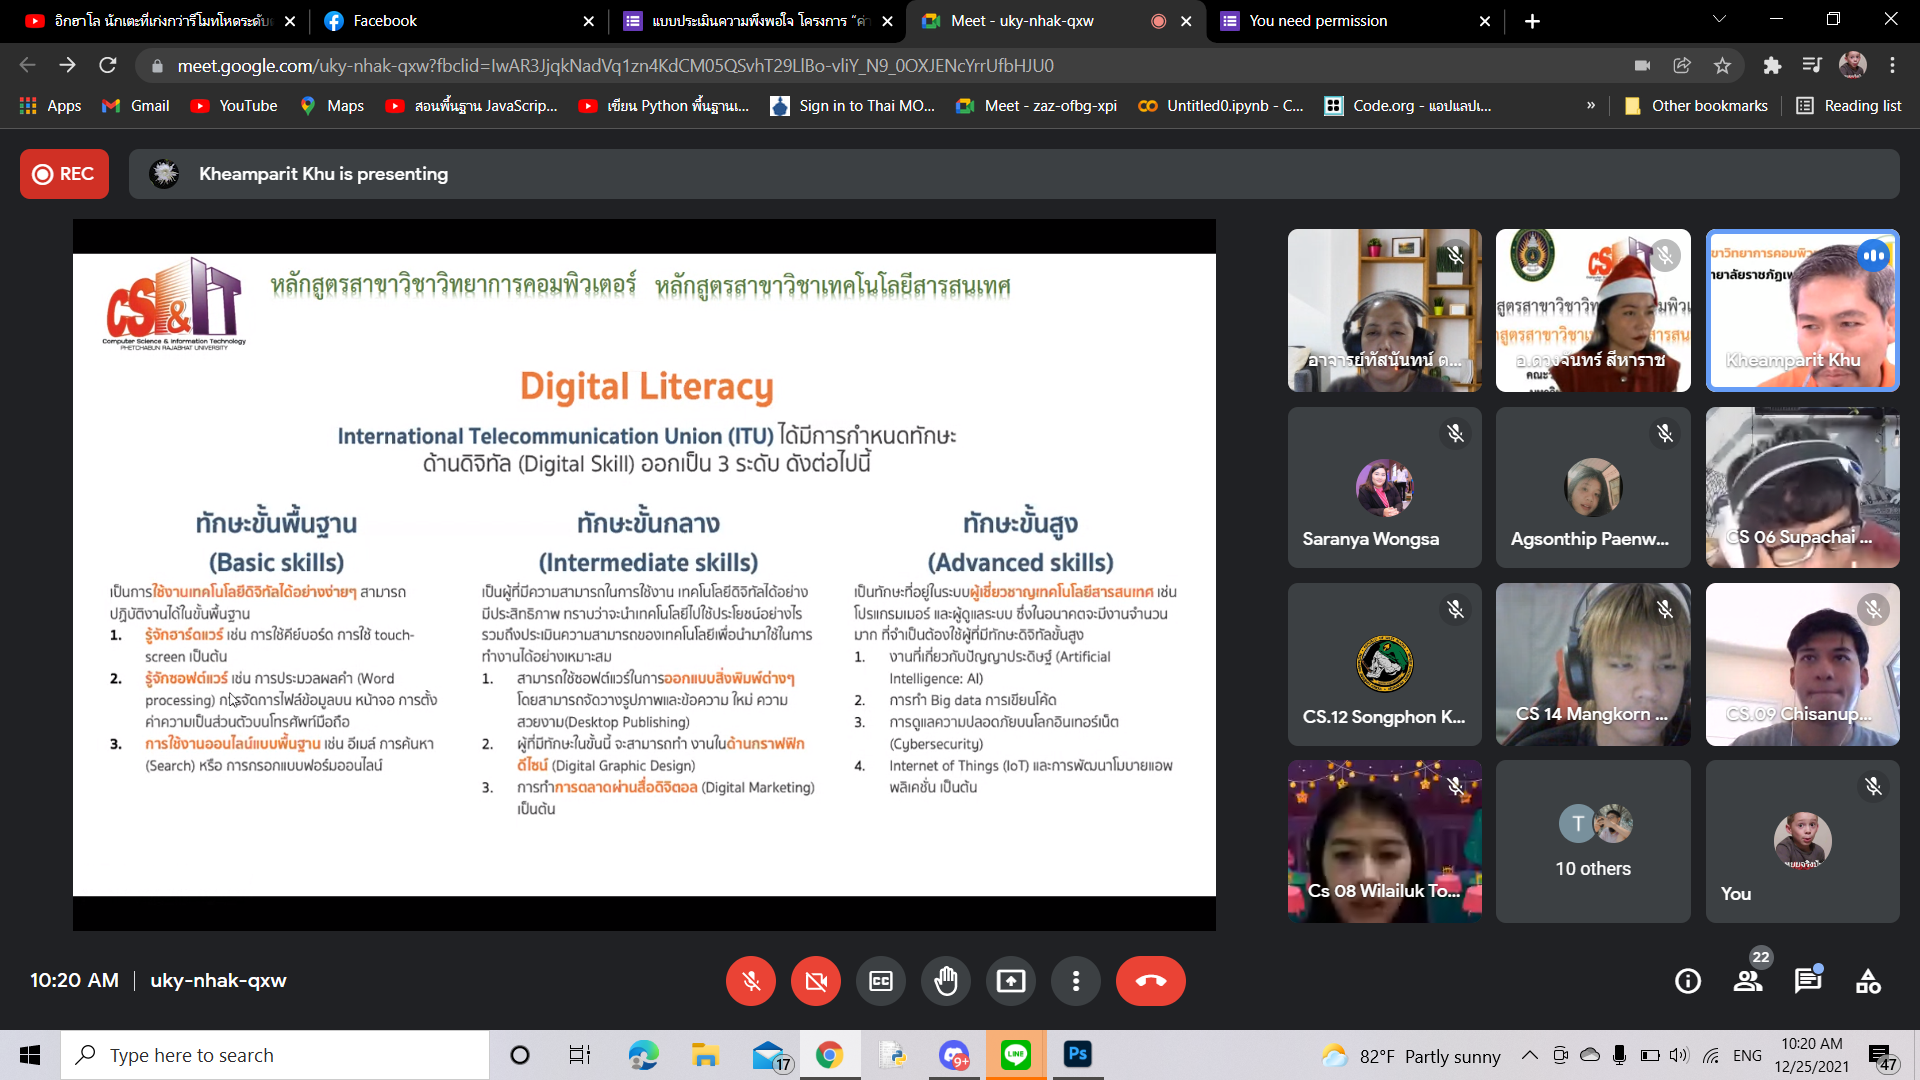 อิกฮาโล นักเตะที่เก่งกว่ารีโมทโหดระดับ
Facebook
แบบประเมินความพึงพอใจ โครงการ "ค่า
Meet - uky-nhak-qxw
You need permission
meet.google.com/uky-nhak-qxw?fbclid=IwAR3JjqkNadVq1zn4KdCM05QSvhT29LlBo-vliY_N9_0OXJENcYrrUfbHJU0
Apps
Gmail
YouTube
Maps
สอนพื้นฐาน JavaScrip...
เขียน Python พื้นฐานเ...
Sign in to Thai MO...
Meet - zaz-ofbg-xpi
Untitled0.ipynb - C...
Code.org - แอปแลปเ...
»
Other bookmarks
Reading list
REC
Kheamparit Khu is presenting
CS&IT
Computer Science & Information Technology
PHETCHABUN RAJABHAT UNIVERSITY
หลักสูตรสาขาวิชาวิทยาการคอมพิวเตอร์ หลักสูตรสาขาวิชาเทคโนโลยีสารสนเทศ
Digital Literacy
International Telecommunication Union (ITU) ได้มีการกำหนดทักษะ
ด้านดิจิทัล (Digital Skill) ออกเป็น 3 ระดับ ดังต่อไปนี้
ทักษะขั้นพื้นฐาน
(Basic skills)
เป็นการใช้งานเทคโนโลยีดิจิทัลได้อย่างง่ายๆ สามารถ
ปฏิบัติงานได้ในขั้นพื้นฐาน
1. รู้จักฮาร์ดแวร์ เช่น การใช้คีย์บอร์ด การใช้ touch-
screen เป็นต้น
2. รู้จักซอฟต์แวร์ เช่น การประมวลผลคำ (Word
processing) การจัดการไฟล์ข้อมูลบน หน้าจอ การตั้ง
ค่าความเป็นส่วนตัวบนโทรศัพท์มือถือ
3. การใช้งานออนไลน์แบบพื้นฐาน เช่น อีเมล์ การค้นหา
(Search) หรือ การกรอกแบบฟอร์มออนไลน์
ทักษะขั้นกลาง
(Intermediate skills)
เป็นผู้ที่มีความสามารถในการใช้งาน เทคโนโลยีดิจิทัลได้อย่าง
มีประสิทธิภาพ ทราบว่าจะนำเทคโนโลยีไปใช้ประโยชน์อย่างไร
รวมถึงประเมินความสามารถของเทคโนโลยีเพื่อนำมาใช้ในการ
ทำงานได้อย่างเหมาะสม
1. สามารถใช้ซอฟต์แวร์ในการออกแบบสิ่งพิมพ์ต่างๆ
โดยสามารถจัดวางรูปภาพและข้อความ ใหม่ ความ
สวยงาม(Desktop Publishing)
2. ผู้ที่มีทักษะในขั้นนี้ จะสามารถทำ งานในด้านกราฟฟิก
ดีไซน์ (Digital Graphic Design)
3. การทำการตลาดผ่านสื่อดิจิตอล (Digital Marketing)
เป็นต้น
ทักษะขั้นสูง
(Advanced skills)
เป็นทักษะที่อยู่ในระบบผู้เชี่ยวชาญเทคโนโลยีสารสนเทศ เช่น
โปรแกรมเมอร์ และผู้ดูแลระบบ ซึ่งในอนาคตจะมีงานจำนวน
มาก ที่จำเป็นต้องใช้ผู้ที่มีทักษะดิจิทัลขั้นสูง
1. งานที่เกี่ยวกับปัญญาประดิษฐ์ (Artificial
Intelligence: AI)
2. การทำ Big data การเขียนโค้ด
3. การดูแลความปลอดภัยบนโลกอินเทอร์เน็ต
(Cybersecurity)
4. Internet of Things (IoT) และการพัฒนาโมบายแอพ
พลิเคชั่น เป็นต้น
อาจารย์ทัสนันทน์ ต...
อ.ดวงจันทร์ สีหาราช
Kheamparit Khu
Saranya Wongsa
Agsonthip Paenw...
CS 06 Supachai ...
CS.12 Songphon K...
CS 14 Mangkorn ...
CS.09 Chisanup...
Cs 08 Wilailuk To...
T
10 others
You
10:20 AM | uky-nhak-qxw
22
Type here to search
17
9+
LINE
Ps
82°F Partly sunny
ENG
10:20 AM
12/25/2021
47